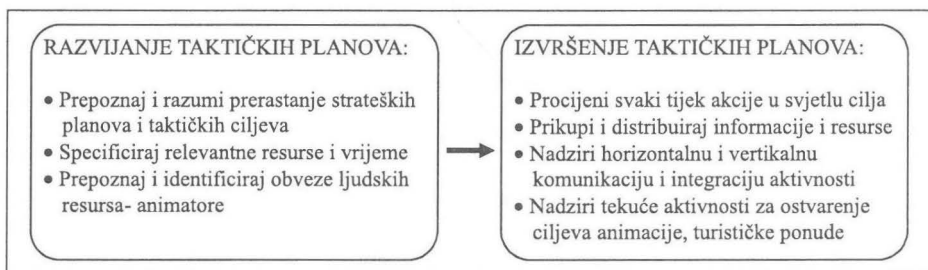 RAZVIJANJE TAKTIČKIH PLANOVA:
• Prepoznaj i razumi prerastanje strateških
planova i taktičkih ciljeva
• Specificiraj relevantne resurse i vrijeme
• Prepoznaj i identificiraj obveze ljudskih
resursa- animatore
IZVRŠENJE TAKTIČKIH PLANOVA:
• Procijeni svaki tijek akcije u svjetlu cilja
• Prikupi i distribuiraj informacije i resurse
• Nadziri horizontalnu i vertikalnu
komunikaciju i integraciju aktivnosti
• Nadziri tekuće aktivnosti za ostvarenje
ciljeva animacije, turističke ponude